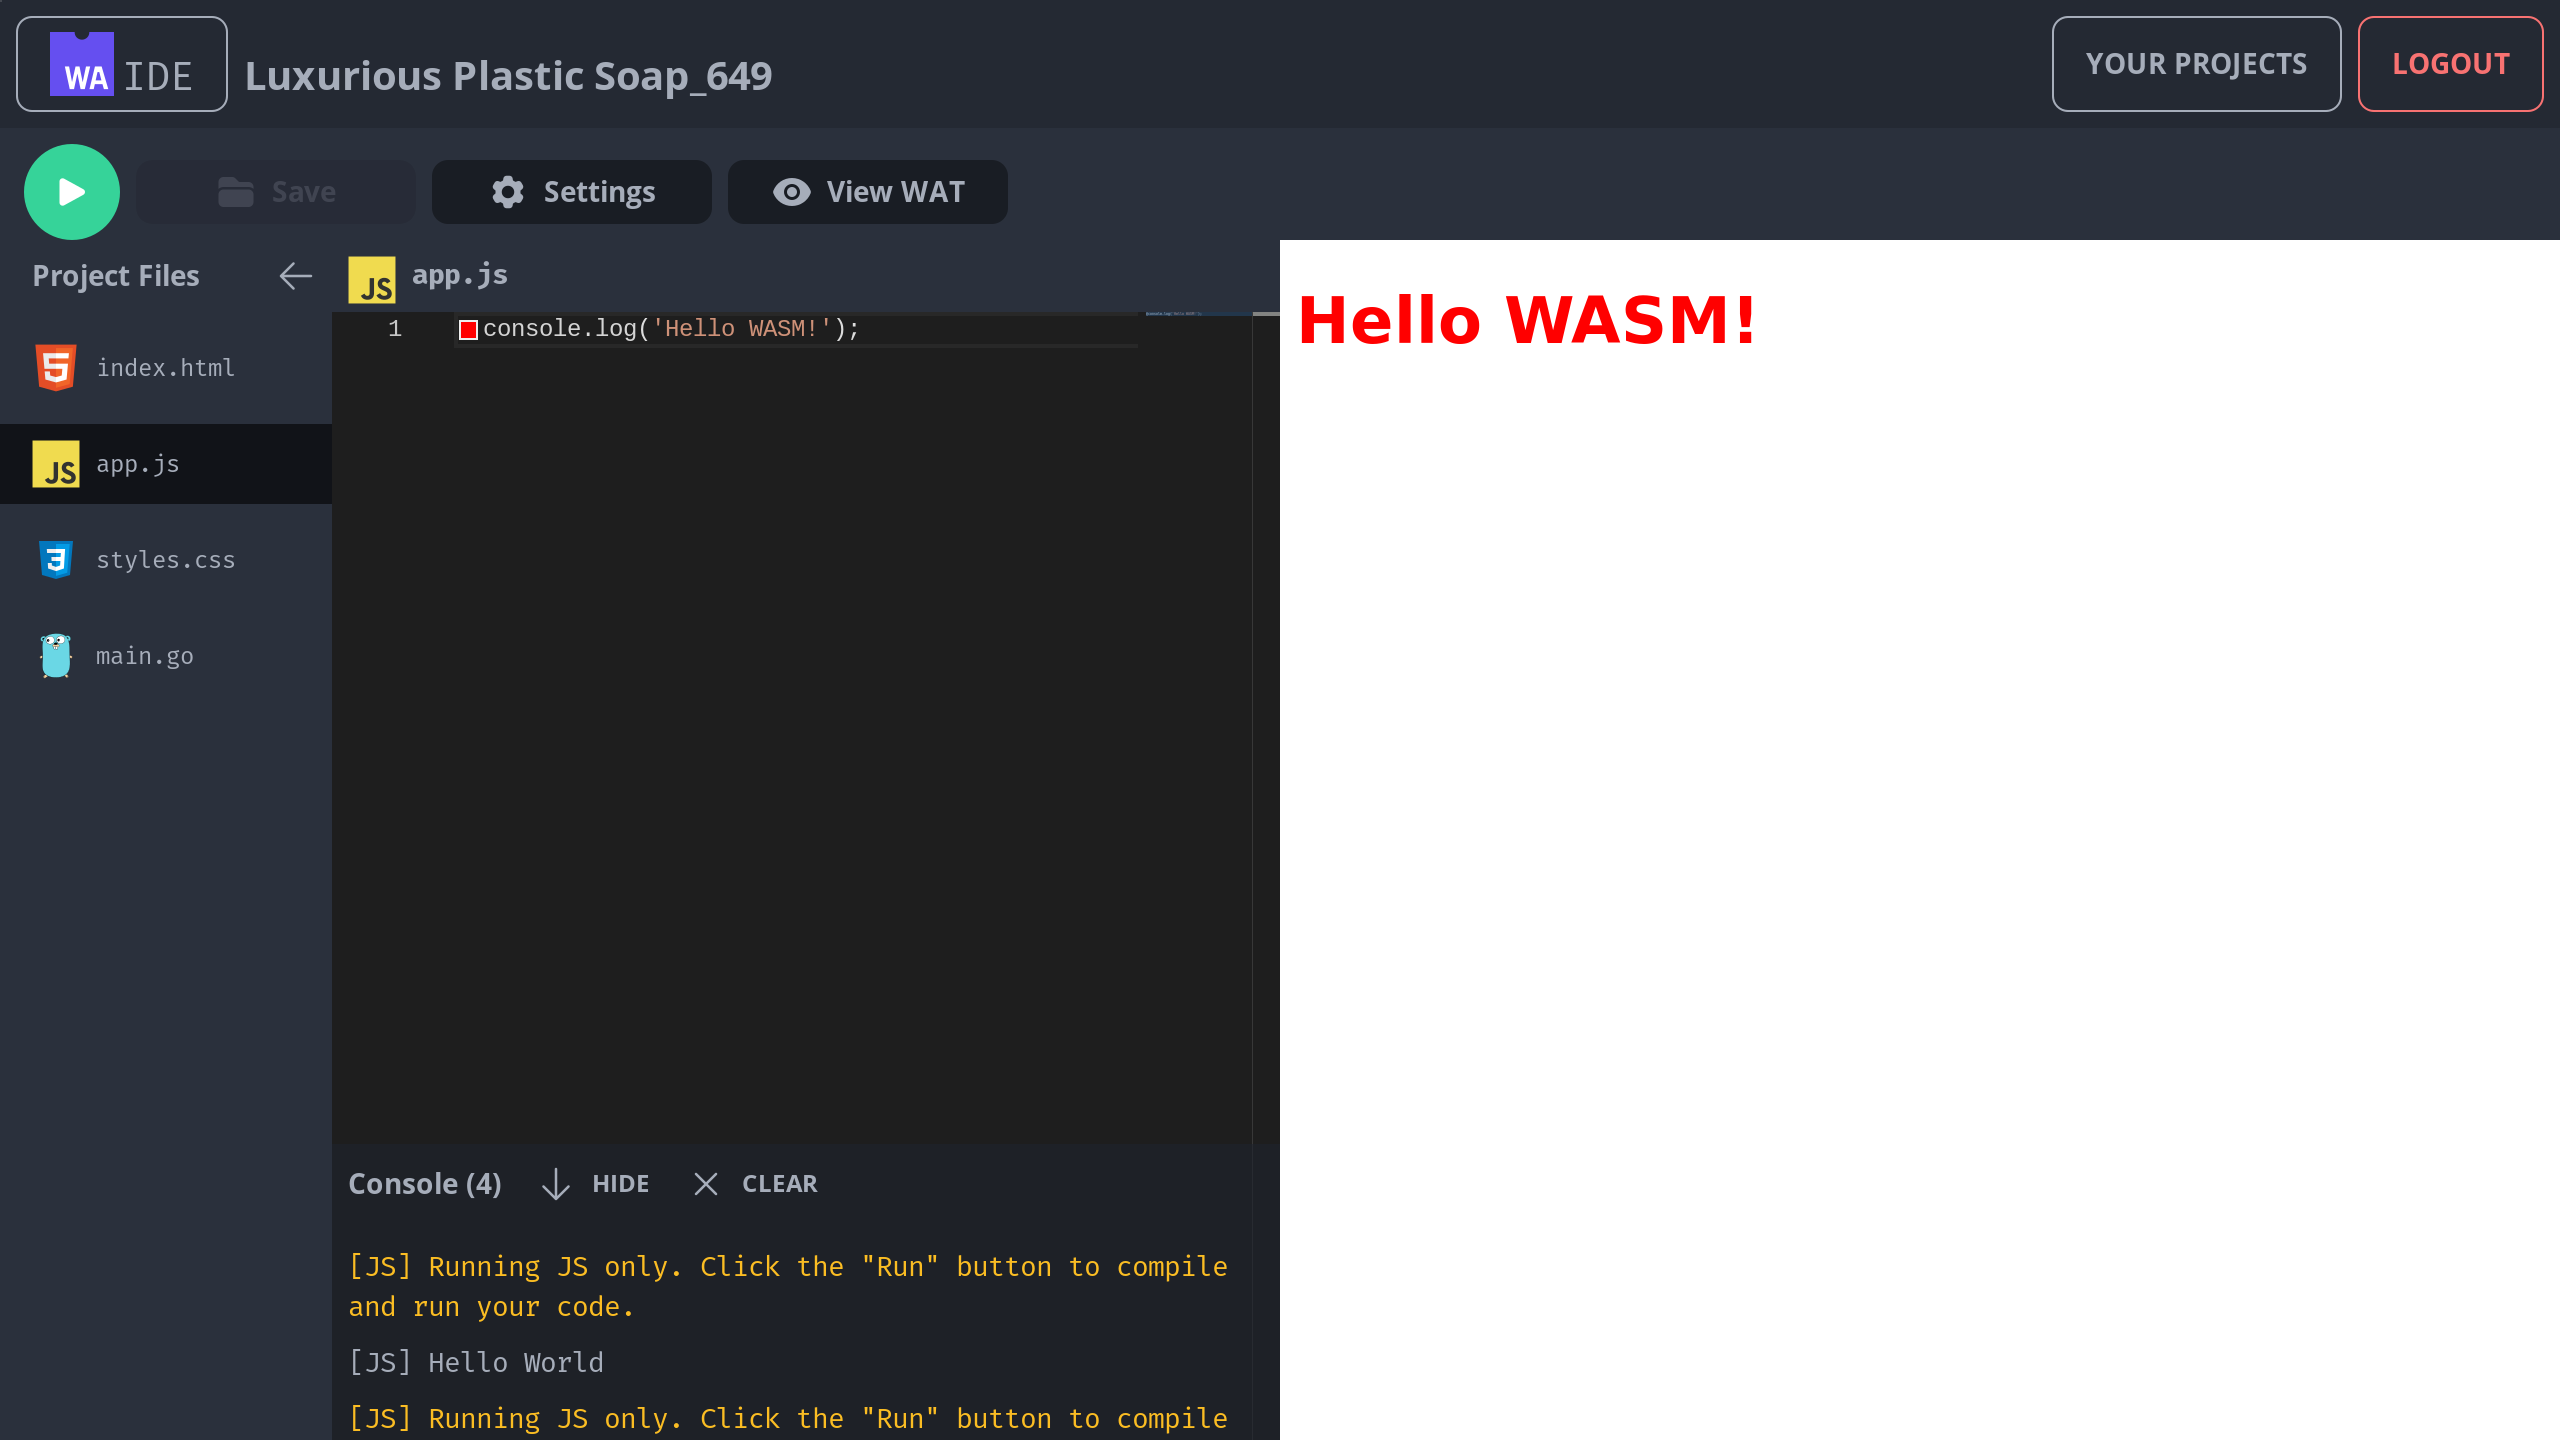 WA IDE Luxurious Plastic Soap_649 YOUR PROJECTS LOGOUT
Save Settings View WAT
Project Files
JS app.js
Hello WASM!
1 console.log('Hello WASM!');
index.html
JS app.js
styles.css
main.go
Console (4) HIDE CLEAR
[JS] Running JS only. Click the "Run" button to compile
and run your code.
[JS] Hello World
[JS] Running JS only. Click the "Run" button to compile